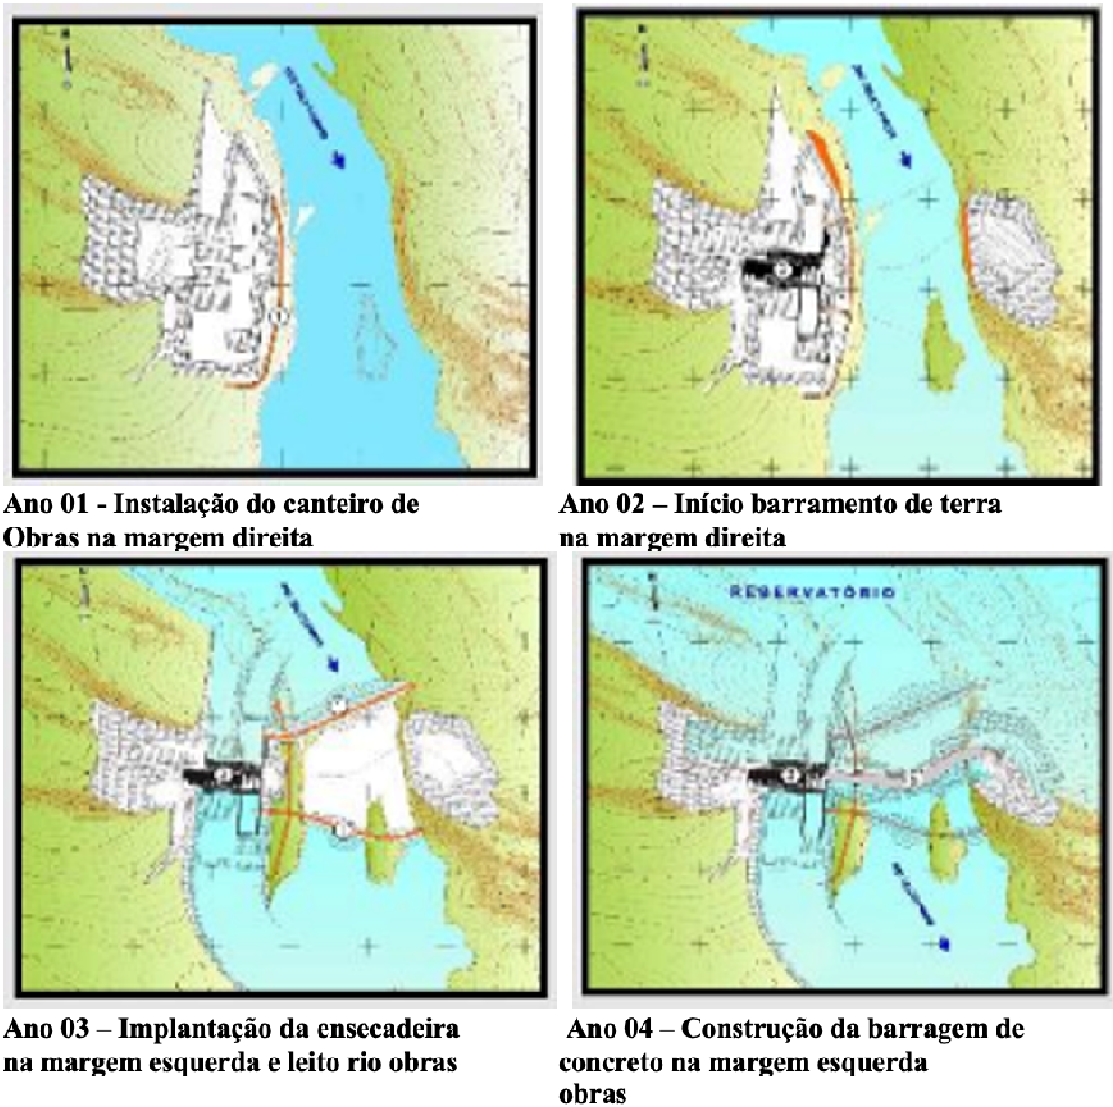 Ano 01 - Instalação do canteiro de
Obras na margem direita
Ano 02 – Início barramento de terra
na margem direita
RESERVATÓRIO
Ano 03 – Implantação da ensecadeira
na margem esquerda e leito rio obras
Ano 04 – Construção da barragem de
concreto na margem esquerda
obras